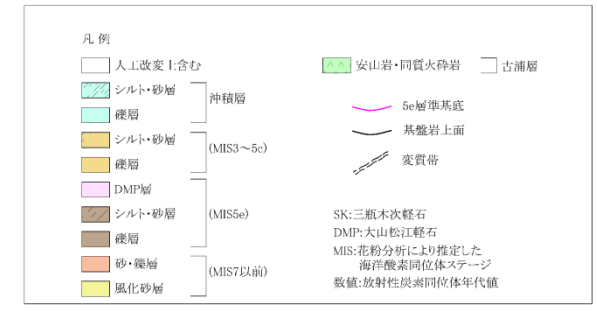 凡例
人工改変土含む
シルト・砂層
礫層
沖積層
シルト・砂層
礫層
(MIS3～5c)
DMP層
シルト・砂層
礫層
(MIS5e)
砂・礫層
風化砂層
(MIS7以前)
安山岩・同質火砕岩
古浦層
5e層準基底
基盤岩上面
変質帯
SK:三瓶木次軽石
DMP:大山松江軽石
MIS:花粉分析により推定した
海洋酸素同位体ステージ
数値:放射性炭素同位体年代値